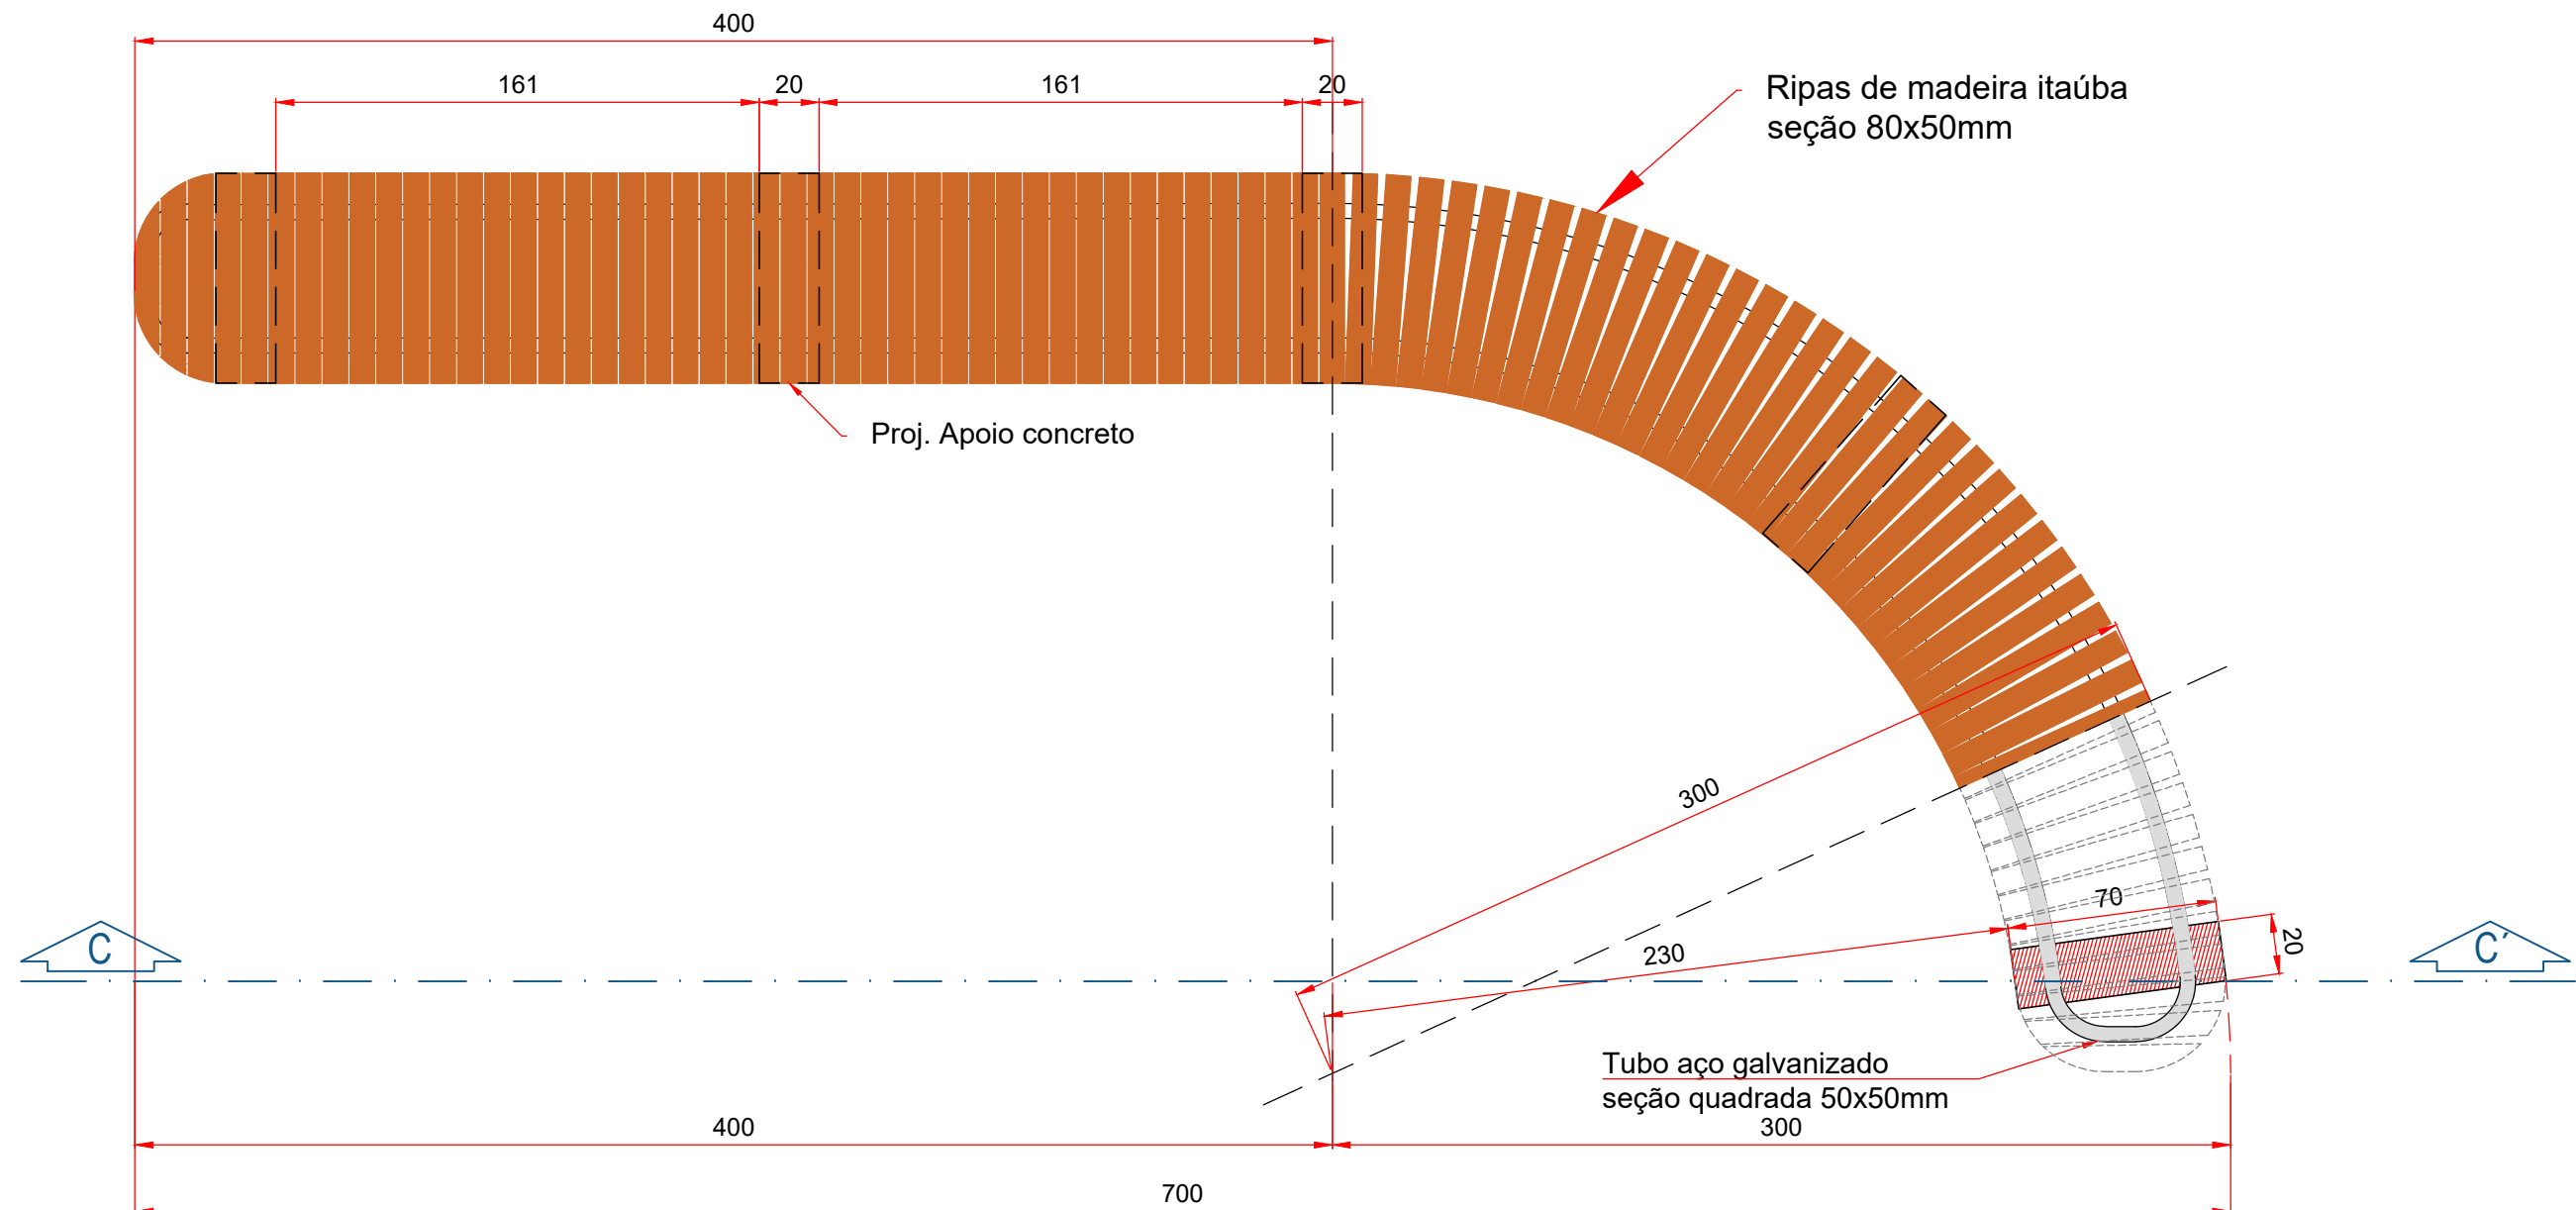 400
161
20
161
20
Ripas de madeira itaúba
seção 80x50mm
Proj. Apoio concreto
300
70
230
20
C
C´
Tubo aço galvanizado
seção quadrada 50x50mm
400
300
700